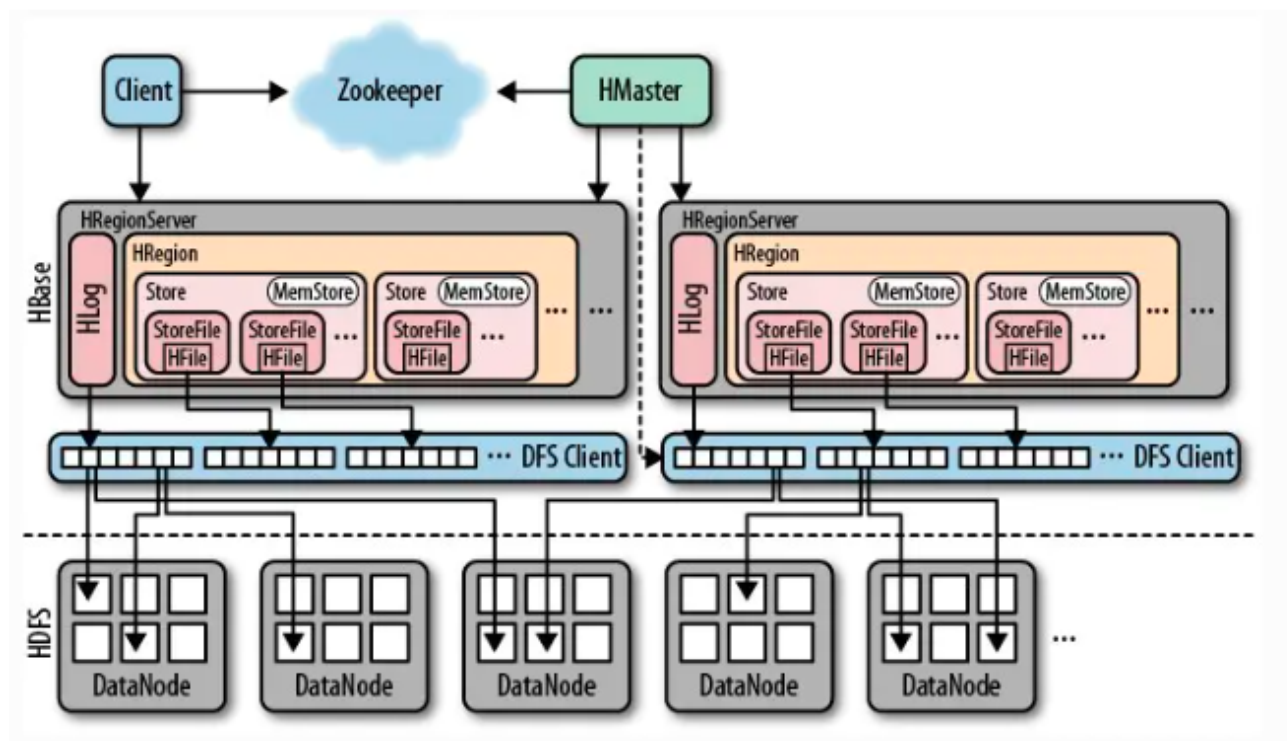 Client
Zookeeper
HMaster
HBase
HRegionServer
HLog
HRegion
Store
MemStore
StoreFile
HFile
StoreFile
HFile
...
Store
MemStore
StoreFile
HFile
...
...
...
HRegionServer
HLog
HRegion
Store
MemStore
StoreFile
HFile
StoreFile
HFile
...
Store
MemStore
StoreFile
HFile
...
...
...
... DFS Client
... DFS Client
HDFS
DataNode
DataNode
DataNode
DataNode
DataNode
...